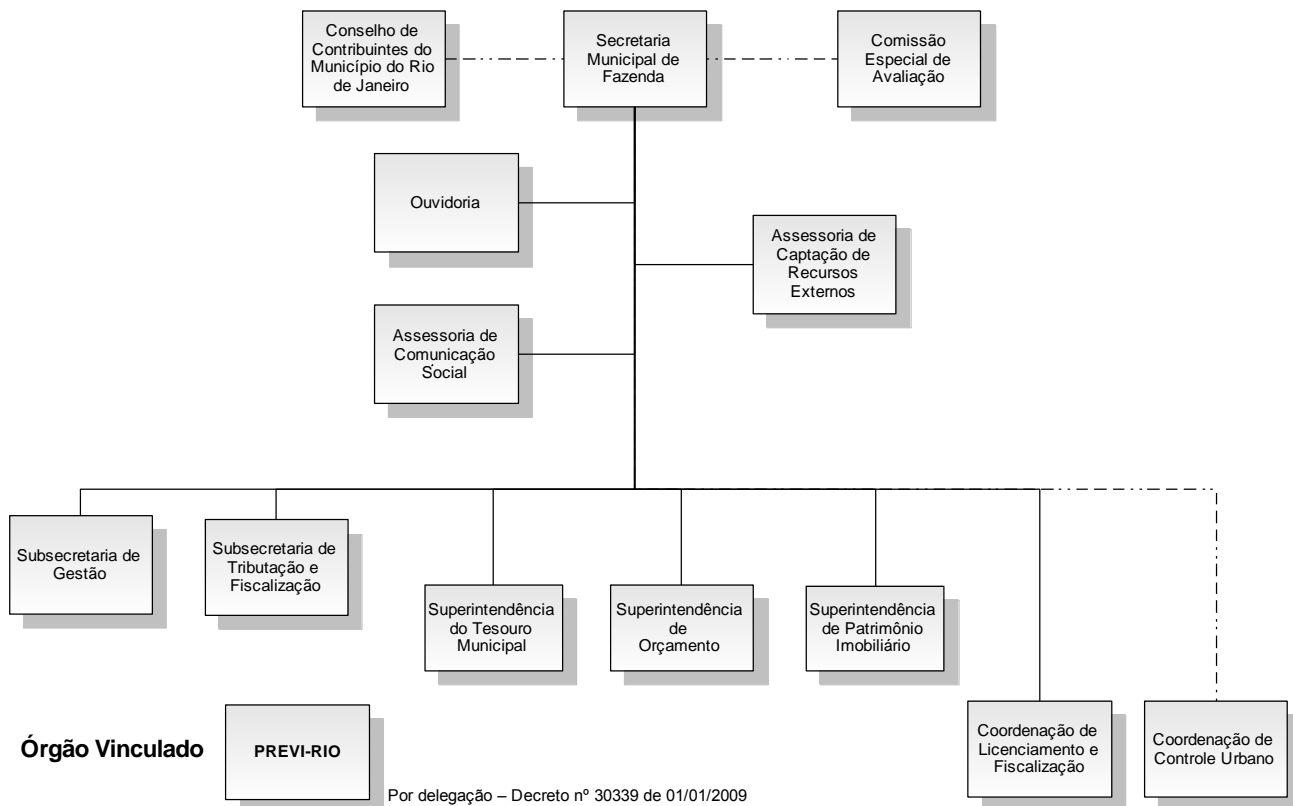 Conselho de
Contribuintes do
Município do Rio
de Janeiro
Secretaria
Municipal de
Fazenda
Comissão
Especial de
Avaliação
Ouvidoria
Assessoria de
Captação de
Recursos
Externos
Assessoria de
Comunicação
Social
Subsecretaria de
Gestão
Subsecretaria de
Tributação e
Fiscalização
Superintendência
do Tesouro
Municipal
Superintendência
de
Orçamento
Superintendência
de Patrimônio
Imobiliário
Coordenação de
Licenciamento e
Fiscalização
Coordenação de
Controle Urbano
Órgão Vinculado
PREVI-RIO
Por delegação – Decreto nº 30339 de 01/01/2009